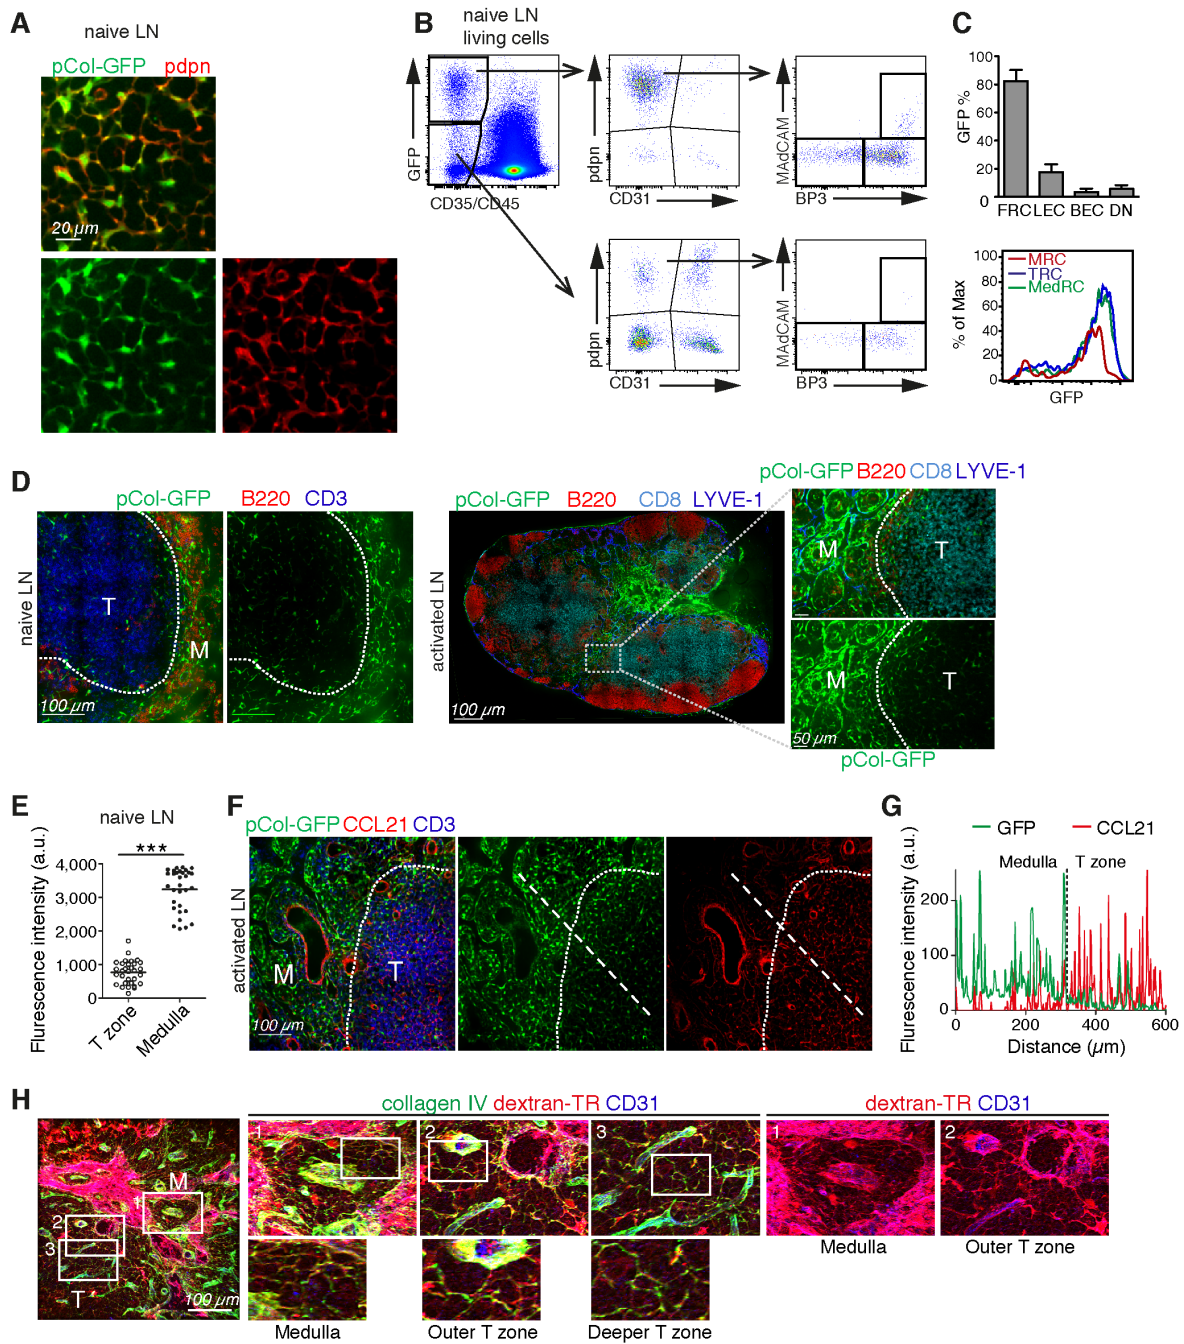 A
naive LN
pCol-GFP pdpn
20 µm
B
naive LN
living cells
GFP
CD35/CD45
pdpn
CD31
MAdCAM
BP3
pdpn
CD31
MAdCAM
BP3
C
GFP %
100
80
60
40
20
0
FRC LEC BEC DN
% of Max
100
80
60
40
20
0
MRC
TRC
MedRC
GFP
D
pCol-GFP B220 CD3
naive LN
T
M
100 µm
pCol-GFP B220 CD8 LYVE-1
activated LN
100 µm
pCol-GFP B220 CD8 LYVE-1
M T
M T
50 µm
pCol-GFP
E
naive LN
Flurescence intensity (a.u.)
***
4,000
3,000
2,000
1,000
0
T zone
Medulla
F
pCol-GFP CCL21 CD3
activated LN
M T
100 µm
G
GFP CCL21
Flurescence intensity (a.u.)
Medulla T zone
200
100
0
0 200 400 600
Distance (µm)
H
collagen IV dextran-TR CD31
dextran-TR CD31
M
1
2
3
T
100 µm
1
2
3
1
2
Medulla
Outer T zone
Medulla
Outer T zone
Deeper T zone